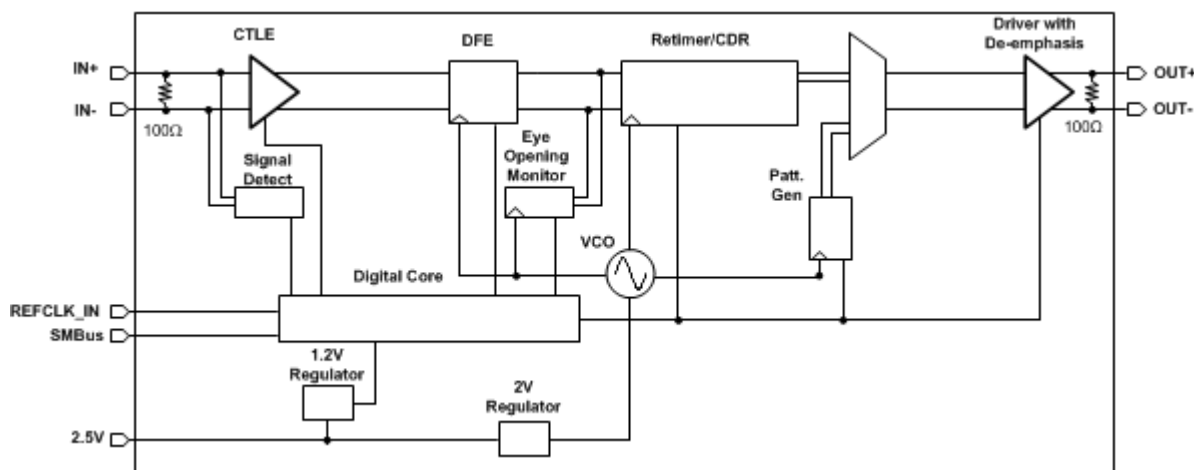 CTLE
DFE
Retimer/CDR
Driver with
De-emphasis
IN+
IN-
100Ω
OUT+
OUT-
100Ω
Signal
Detect
Eye
Opening
Monitor
Patt.
Gen
VCO
Digital Core
REFCLK_IN
SMBus
1.2V
Regulator
2V
Regulator
2.5V